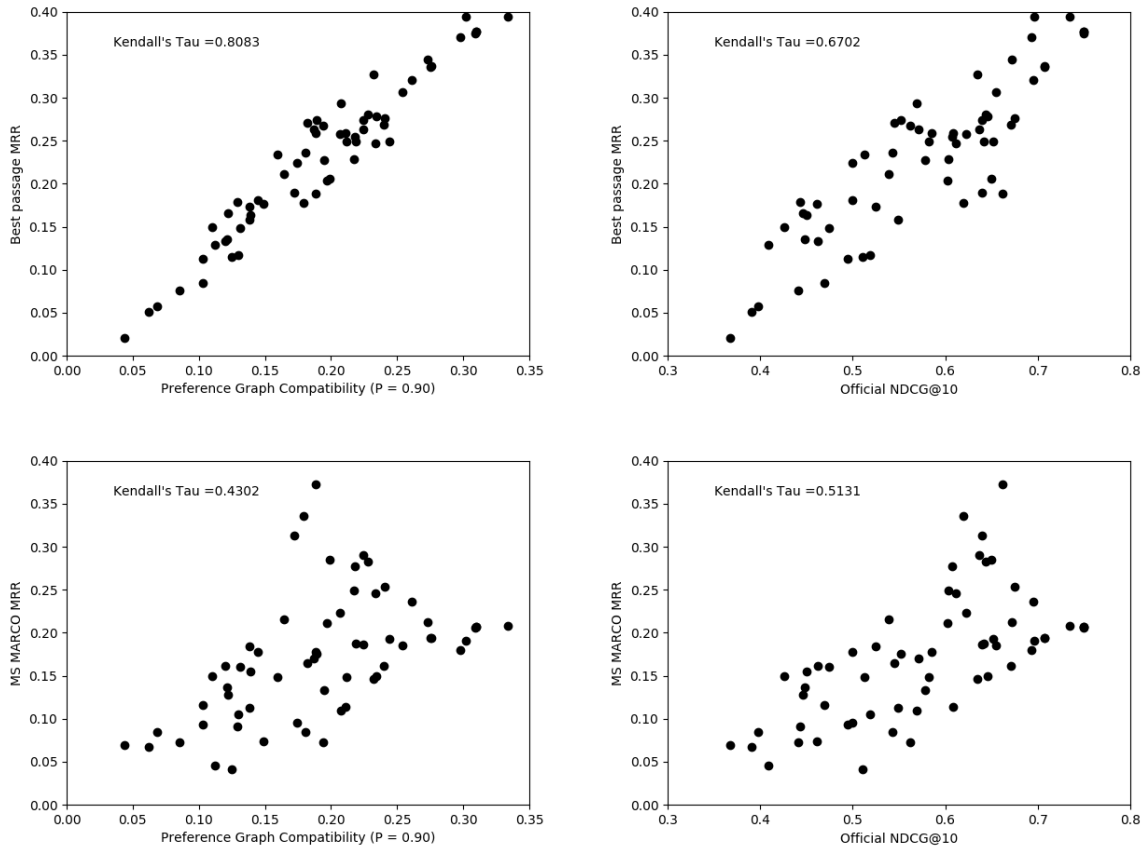 0.40
0.35
0.30
0.25
0.20
0.15
0.10
0.05
0.00
Best passage MRR
Kendall's Tau =0.8083
0.00 0.05 0.10 0.15 0.20 0.25 0.30 0.35
Preference Graph Compatibility (P = 0.90)
0.40
0.35
0.30
0.25
0.20
0.15
0.10
0.05
0.00
Best passage MRR
Kendall's Tau =0.6702
0.3 0.4 0.5 0.6 0.7 0.8
Official NDCG@10
0.40
0.35
0.30
0.25
0.20
0.15
0.10
0.05
0.00
MS MARCO MRR
Kendall's Tau =0.4302
0.00 0.05 0.10 0.15 0.20 0.25 0.30 0.35
Preference Graph Compatibility (P = 0.90)
0.40
0.35
0.30
0.25
0.20
0.15
0.10
0.05
0.00
MS MARCO MRR
Kendall's Tau =0.5131
0.3 0.4 0.5 0.6 0.7 0.8
Official NDCG@10